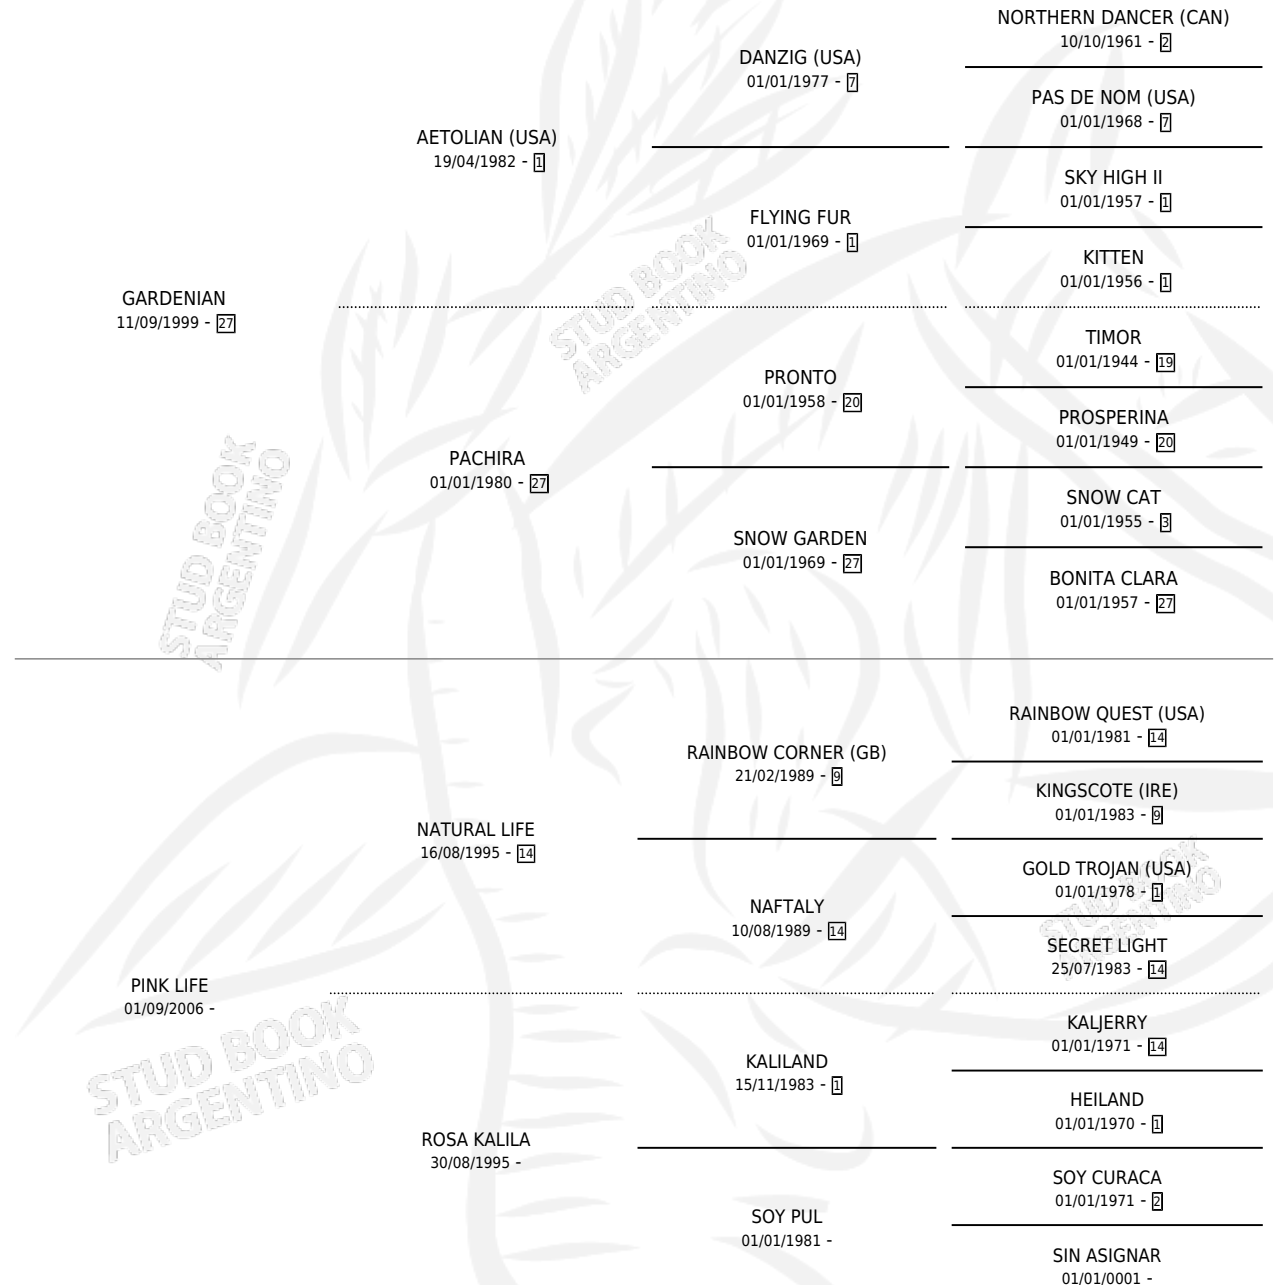 NORTHERN DANCER (CAN)
10/10/1961 - 2
DANZIG (USA)
01/01/1977 - 7
PAS DE NOM (USA)
01/01/1968 - 7
AETOLIAN (USA)
19/04/1982 - 1
SKY HIGH II
01/01/1957 - 1
FLYING FUR
01/01/1969 - 1
KITTEN
01/01/1956 - 1
GARDENIAN
11/09/1999 - 27
TIMOR
01/01/1944 - 19
PRONTO
01/01/1958 - 20
PROSPERINA
01/01/1949 - 20
PACHIRA
01/01/1980 - 27
SNOW CAT
01/01/1955 - 3
SNOW GARDEN
01/01/1969 - 27
BONITA CLARA
01/01/1957 - 27
RAINBOW QUEST (USA)
01/01/1981 - 14
RAINBOW CORNER (GB)
21/02/1989 - 9
KINGSCOTE (IRE)
01/01/1983 - 9
NATURAL LIFE
16/08/1995 - 14
GOLD TROJAN (USA)
01/01/1978 - 1
NAFTALY
10/08/1989 - 14
SECRET LIGHT
25/07/1983 - 14
PINK LIFE
01/09/2006 -
KALJERRY
01/01/1971 - 14
KALILAND
15/11/1983 - 1
HEILAND
01/01/1970 - 1
ROSA KALILA
30/08/1995 -
SOY CURACA
01/01/1971 - 2
SOY PUL
01/01/1981 -
SIN ASIGNAR
01/01/0001 -
STUD BOOK
ARGENTINO
STUD BOOK
ARGENTINO
STUD BOOK
ARGENTINO
STUD BOOK
ARGENTINO